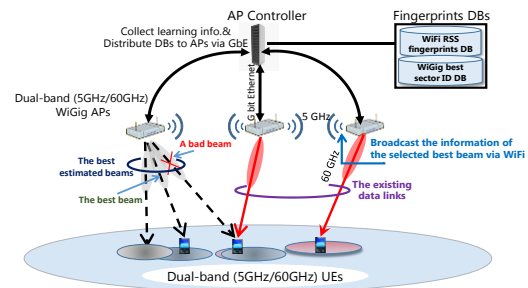 AP Controller
Fingerprints DBs
Collect learning info.&
Distribute DBs to APs via GbE
WiFi RSS
fingerprints DB
WiGig best
sector ID DB
G bit Ethernet
Dual-band (5GHz/60GHz)
WiGig APs
5 GHz
A bad beam
Broadcast the information of
the selected best beam via WiFi
The best
estimated beams
60 GHz
The best beam
The existing
data links
Dual-band (5GHz/60GHz) UEs